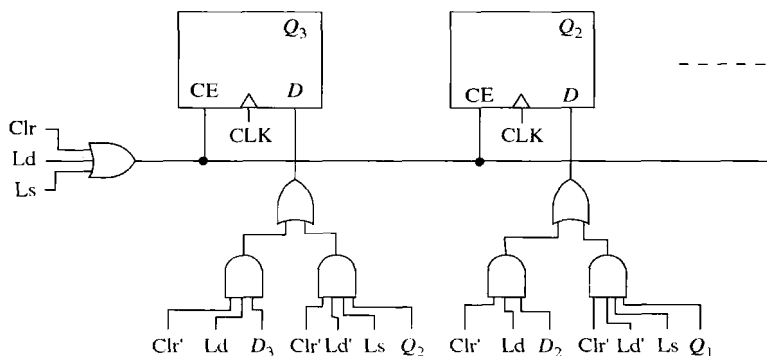 Q₃ Q₂
CE D CE D
CLK CLK
Clr
Ld
Ls
Clr' Ld D₃ Clr' Ld' Ls Q₂ Clr' Ld D₂ Clr' Ld' Ls Q₁